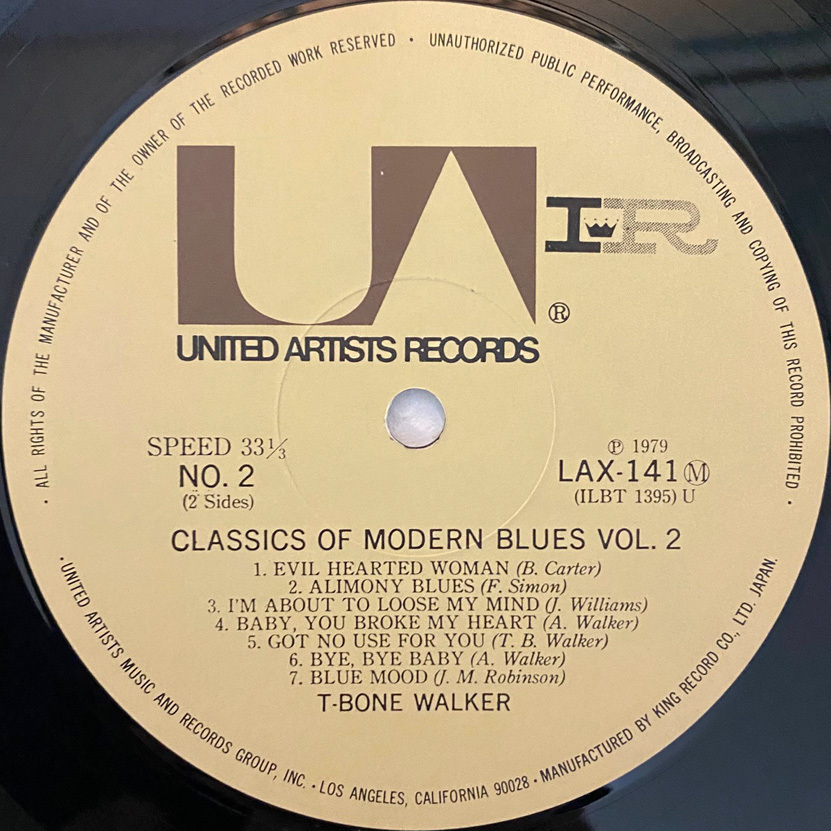 · ALL RIGHTS OF THE MANUFACTURER AND OF THE OWNER OF THE RECORDED WORK RESERVED · UNAUTHORIZED PUBLIC PERFORMANCE, BROADCASTING AND COPYING OF THIS RECORD PROHIBITED ·
UA
IR
®
UNITED ARTISTS RECORDS
SPEED 33⅓
NO. 2
(2 Sides)
℗ 1979
LAX-141Ⓜ
(ILBT 1395) U
CLASSICS OF MODERN BLUES VOL. 2
1. EVIL HEARTED WOMAN (B. Carter)
2. ALIMONY BLUES (F. Simon)
3. I'M ABOUT TO LOOSE MY MIND (J. Williams)
4. BABY, YOU BROKE MY HEART (A. Walker)
5. GOT NO USE FOR YOU (T. B. Walker)
6. BYE, BYE BABY (A. Walker)
7. BLUE MOOD (J. M. Robinson)
T-BONE WALKER
· UNITED ARTISTS MUSIC AND RECORDS GROUP, INC. · LOS ANGELES, CALIFORNIA 90028 · MANUFACTURED BY KING RECORD CO., LTD. JAPAN.